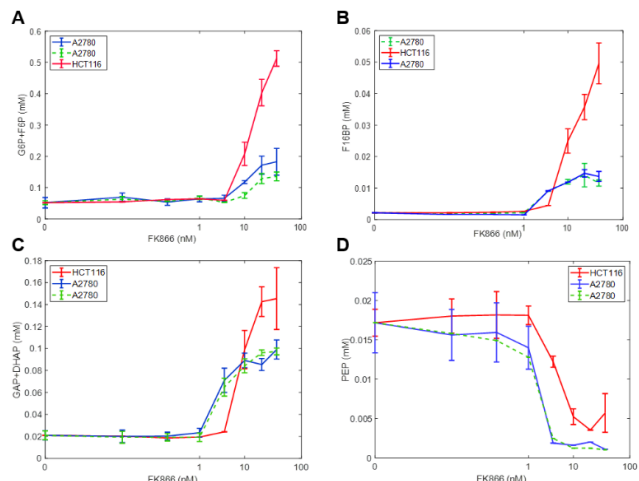 A
G6P+F6P (mM)
0.6
0.5
0.4
0.3
0.2
0.1
0
A2780
A2780
HCT116
0
1
10
100
FK866 (nM)
B
F16BP (mM)
0.06
0.05
0.04
0.03
0.02
0.01
0
A2780
HCT116
A2780
0
1
10
100
FK866 (nM)
C
GAP+DHAP (mM)
0.18
0.16
0.14
0.12
0.10
0.08
0.06
0.04
0.02
0
HCT116
A2780
A2780
0
1
10
100
FK866 (nM)
D
PEP (mM)
0.025
0.02
0.015
0.01
0.005
0
HCT116
A2780
A2780
0
1
10
100
FK866 (nM)